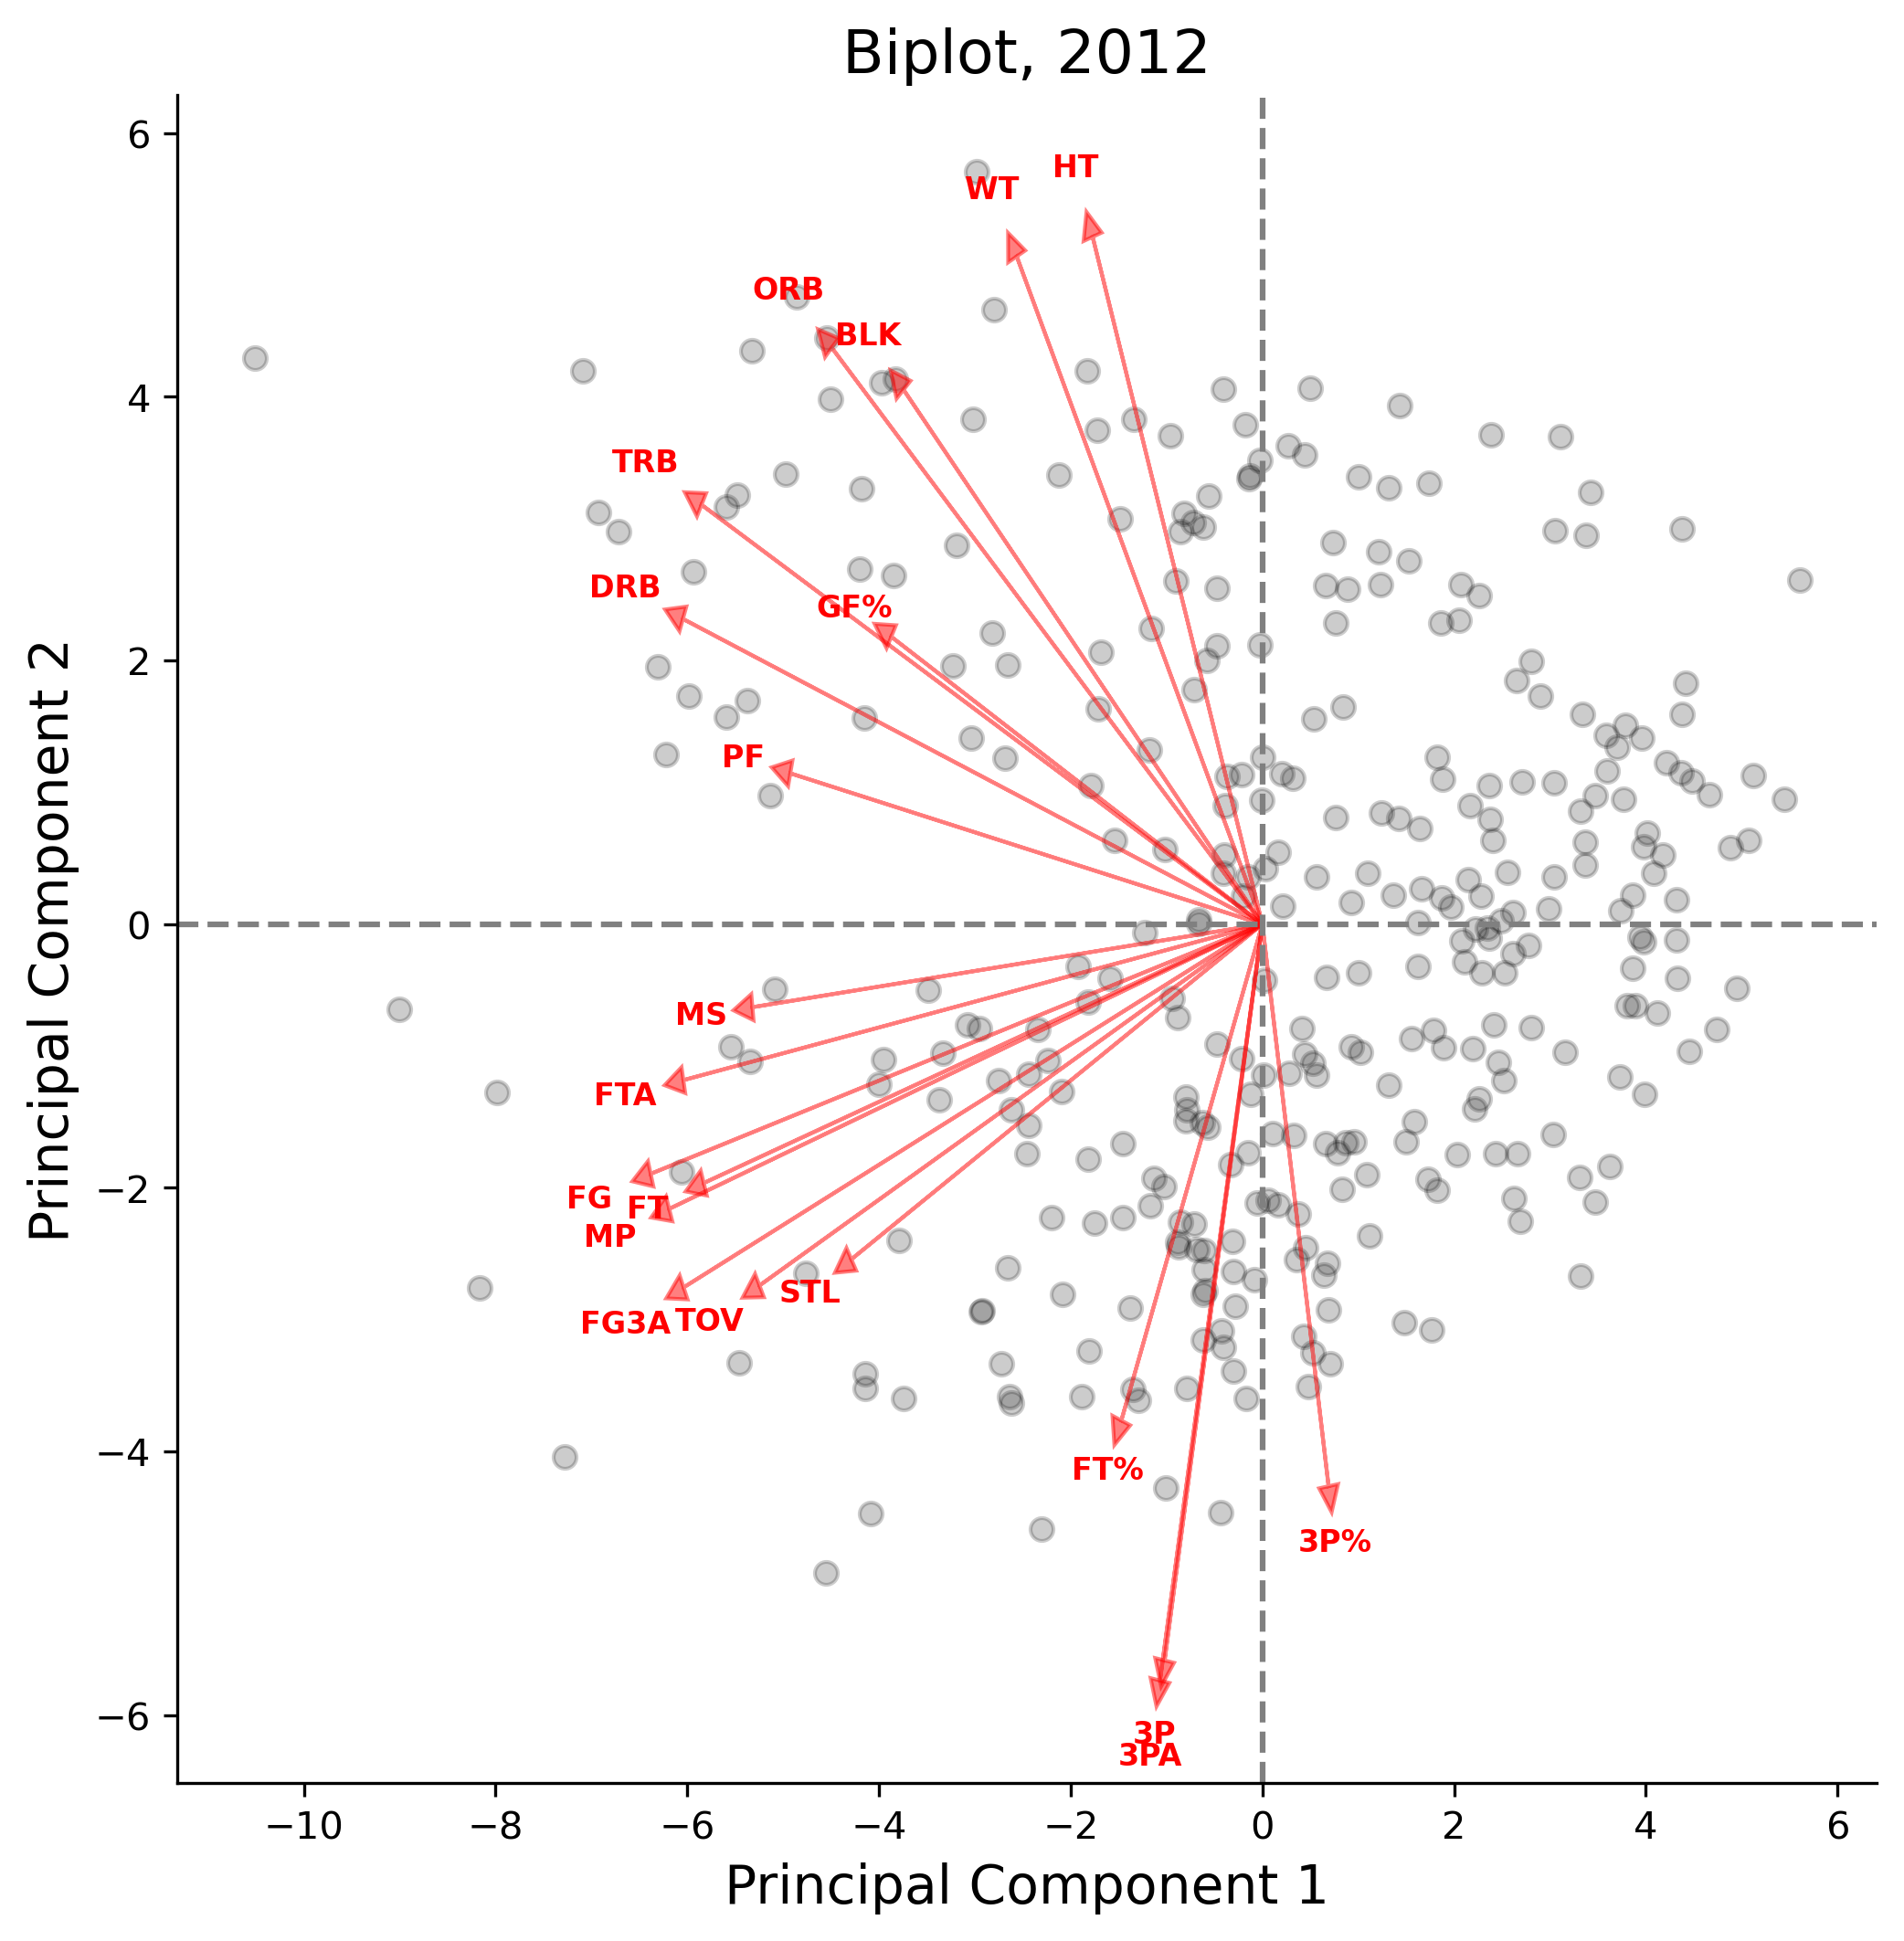 Biplot, 2012
6
HT
WT
ORB
BLK
4
TRB
DRB
GF%
2
PF
0
MS
FTA
−2
FG
FT
MP
STL
FG3A
TOV
−4
FT%
3P%
−6
3P
3PA
−10
−8
−6
−4
−2
0
2
4
6
Principal Component 1
Principal Component 2